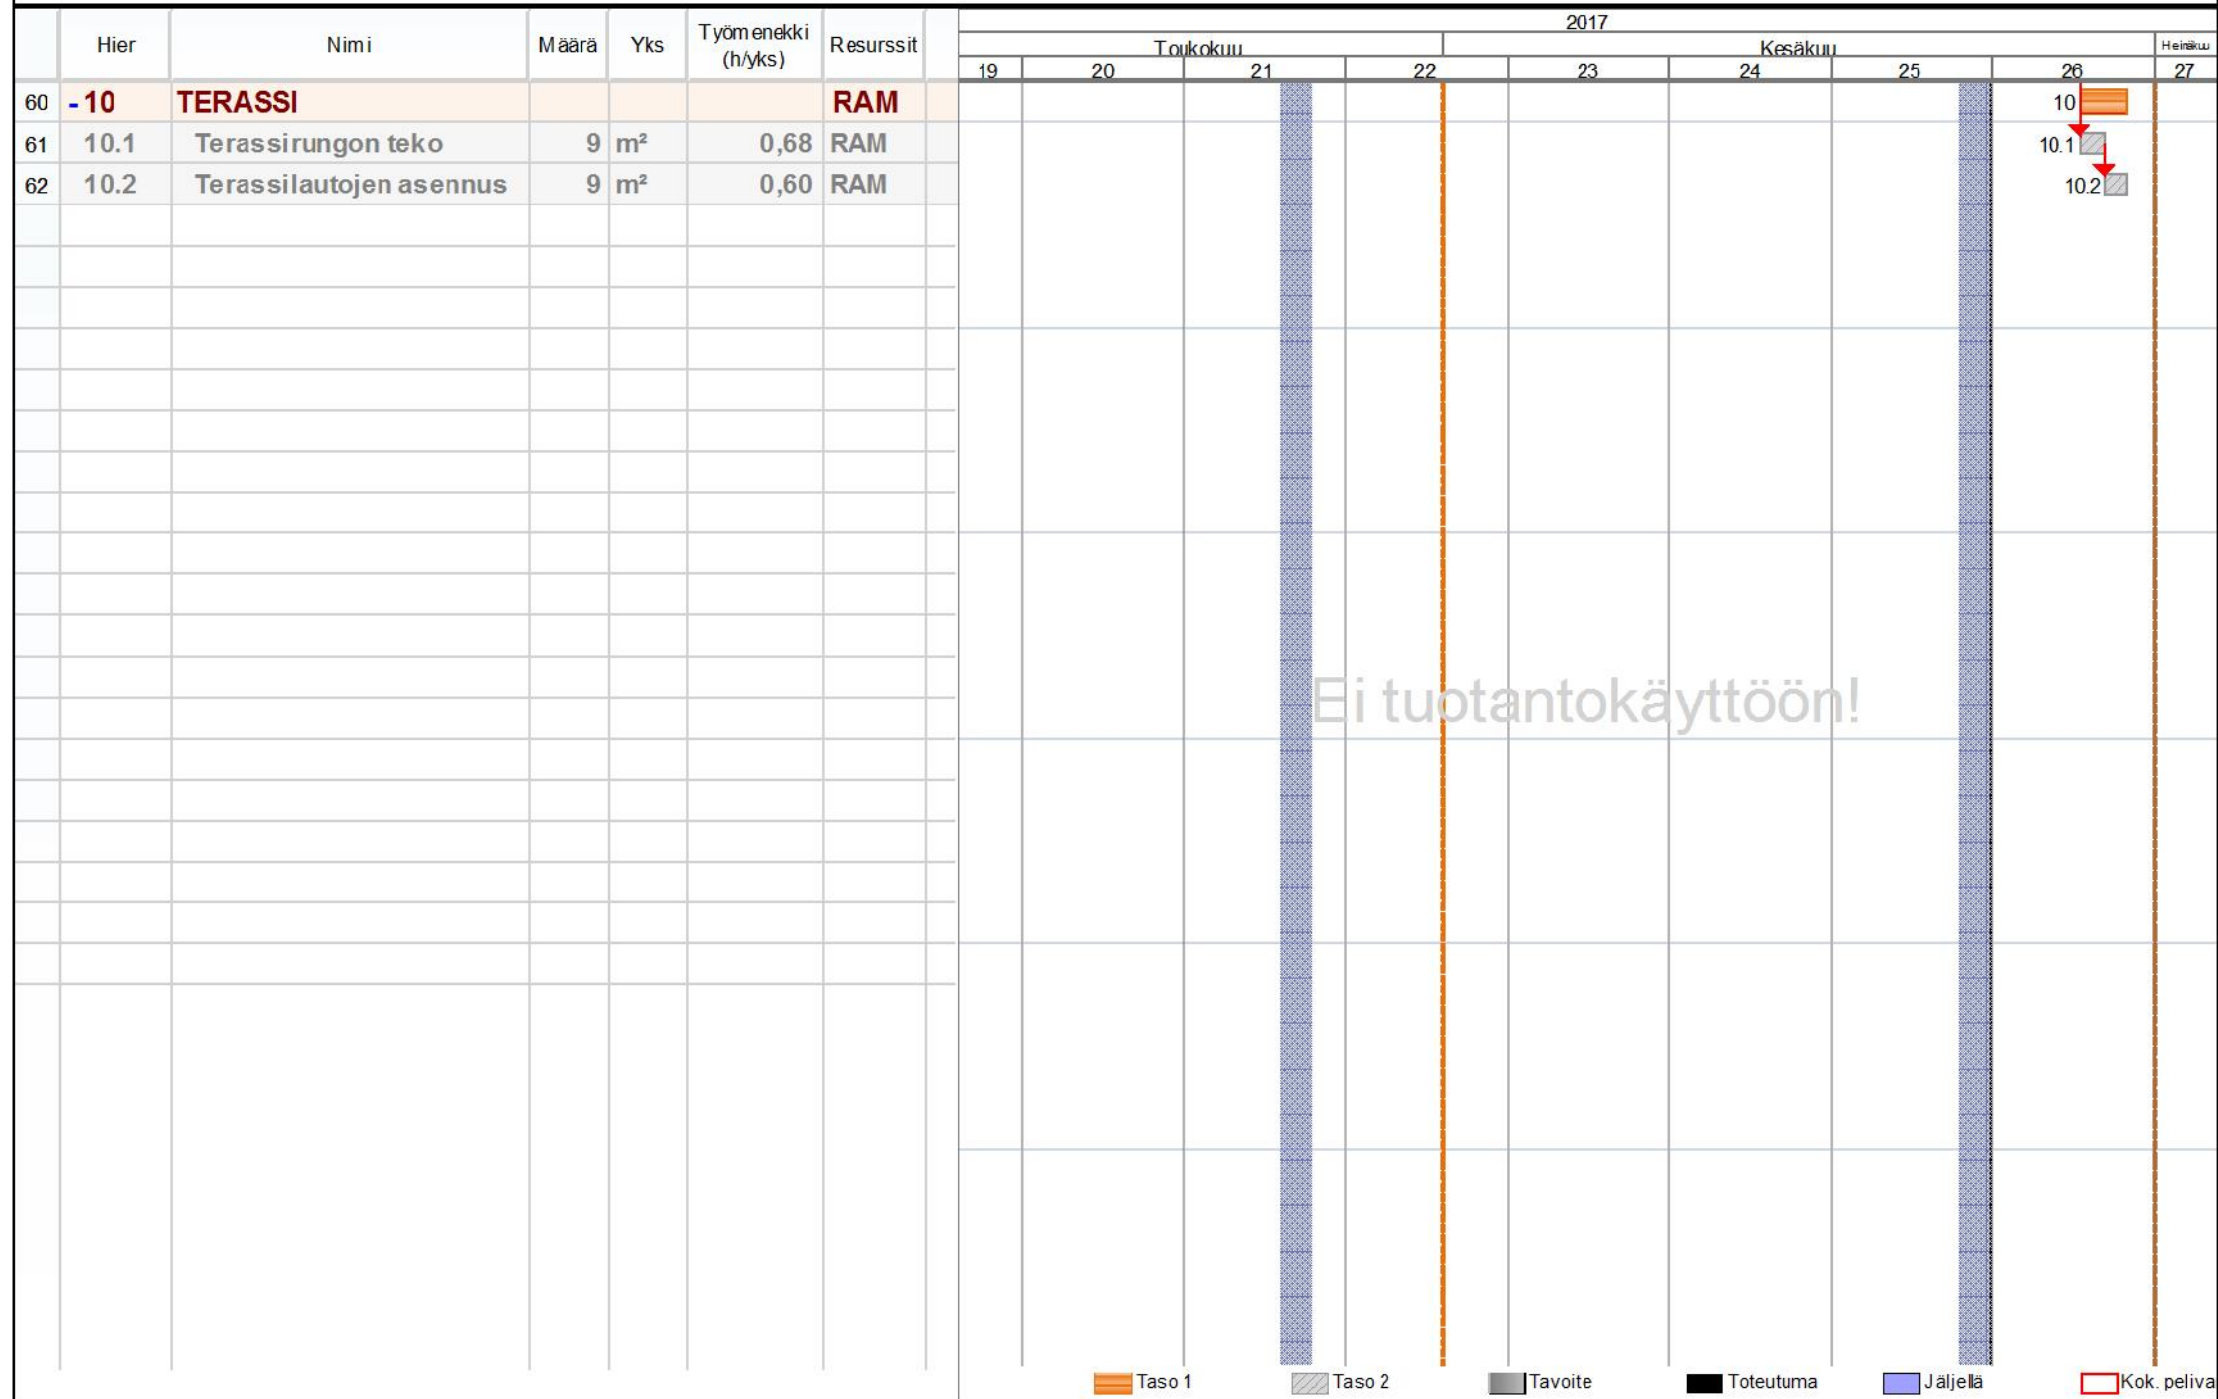 2017
Hier Nimi Määrä Yks Työmenekki (h/yks) Resurssit
Toukokuu Kesäkuu Heinäkuu
19 20 21 22 23 24 25 26 27
60 -10 TERASSI RAM 10
61 10.1 Terassirungon teko 9 m² 0,68 RAM 10.1
62 10.2 Terassilautojen asennus 9 m² 0,60 RAM 10.2
Ei tuotantokäyttöön!
Taso 1 Taso 2 Tavoite Toteutuma Jäljellä Kok. peliva